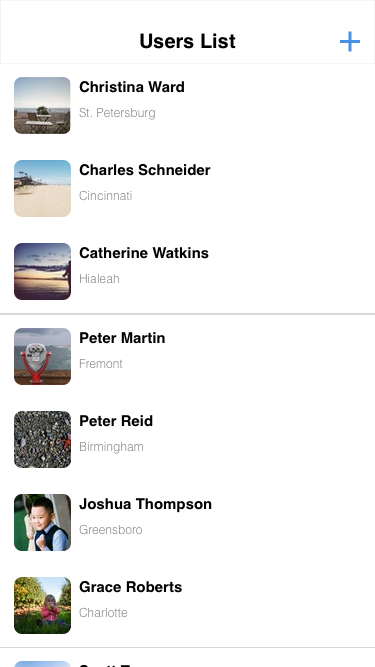 Users List
Christina Ward
St. Petersburg
Charles Schneider
Cincinnati
Catherine Watkins
Hialeah
Peter Martin
Fremont
Peter Reid
Birmingham
Joshua Thompson
Greensboro
Grace Roberts
Charlotte